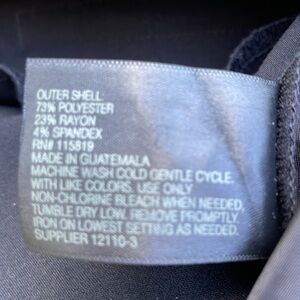 OUTER SHELL:
73% POLYESTER
23% RAYON
4% SPANDEX
RN# 115819
MADE IN GUATEMALA
MACHINE WASH COLD GENTLE CYCLE.
WITH LIKE COLORS. USE ONLY
NON-CHLORINE BLEACH WHEN NEEDED.
TUMBLE DRY LOW. REMOVE PROMPTLY.
IRON ON LOWEST SETTING AS NEEDED.
SUPPLIER 12110-3